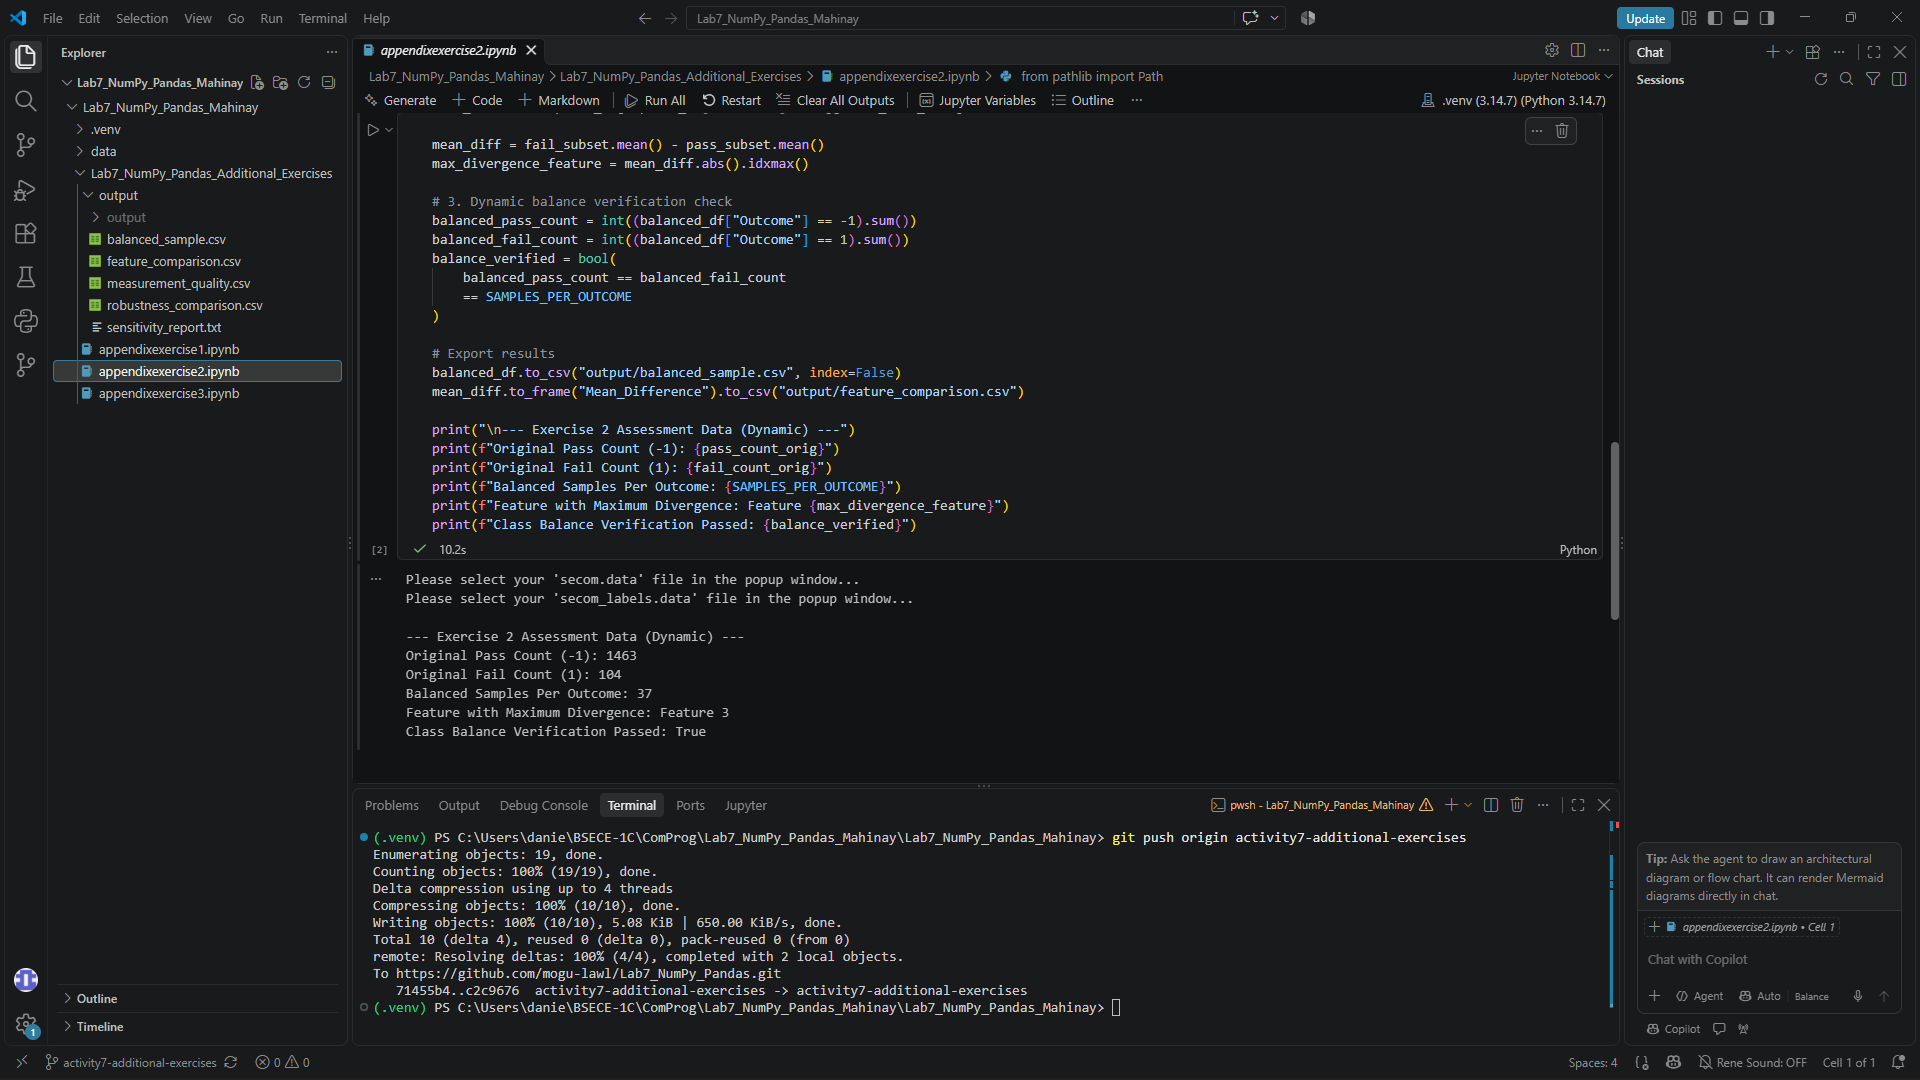 File Edit Selection View Go Run Terminal Help
Lab7_NumPy_Pandas_Mahinay
Update
Explorer
Lab7_NumPy_Pandas_Mahinay
Lab7_NumPy_Pandas_Mahinay
.venv
data
Lab7_NumPy_Pandas_Additional_Exercises
output
output
balanced_sample.csv
feature_comparison.csv
measurement_quality.csv
robustness_comparison.csv
sensitivity_report.txt
appendixexercise1.ipynb
appendixexercise2.ipynb
appendixexercise3.ipynb
Outline
Timeline
appendixexercise2.ipynb
Lab7_NumPy_Pandas_Mahinay > Lab7_NumPy_Pandas_Additional_Exercises > appendixexercise2.ipynb > from pathlib import Path
Jupyter Notebook
Generate + Code + Markdown Run All Restart Clear All Outputs Jupyter Variables Outline ...
.venv (3.14.7) (Python 3.14.7)
mean_diff = fail_subset.mean() - pass_subset.mean()
max_divergence_feature = mean_diff.abs().idxmax()
# 3. Dynamic balance verification check
balanced_pass_count = int((balanced_df["Outcome"] == -1).sum())
balanced_fail_count = int((balanced_df["Outcome"] == 1).sum())
balance_verified = bool(
balanced_pass_count == balanced_fail_count
== SAMPLES_PER_OUTCOME
)
# Export results
balanced_df.to_csv("output/balanced_sample.csv", index=False)
mean_diff.to_frame("Mean_Difference").to_csv("output/feature_comparison.csv")
print("\n--- Exercise 2 Assessment Data (Dynamic) ---")
print(f"Original Pass Count (-1): {pass_count_orig}")
print(f"Original Fail Count (1): {fail_count_orig}")
print(f"Balanced Samples Per Outcome: {SAMPLES_PER_OUTCOME}")
print(f"Feature with Maximum Divergence: Feature {max_divergence_feature}")
print(f"Class Balance Verification Passed: {balance_verified}")
[2] 10.2s
Python
Please select your 'secom.data' file in the popup window...
Please select your 'secom_labels.data' file in the popup window...
--- Exercise 2 Assessment Data (Dynamic) ---
Original Pass Count (-1): 1463
Original Fail Count (1): 104
Balanced Samples Per Outcome: 37
Feature with Maximum Divergence: Feature 3
Class Balance Verification Passed: True
Problems Output Debug Console Terminal Ports Jupyter
pwsh - Lab7_NumPy_Pandas_Mahinay
(.venv) PS C:\Users\danie\BSECE-1C\ComProg\Lab7_NumPy_Pandas_Mahinay\Lab7_NumPy_Pandas_Mahinay> git push origin activity7-additional-exercises
Enumerating objects: 19, done.
Counting objects: 100% (19/19), done.
Delta compression using up to 4 threads
Compressing objects: 100% (10/10), done.
Writing objects: 100% (10/10), 5.08 KiB | 650.00 KiB/s, done.
Total 10 (delta 4), reused 0 (delta 0), pack-reused 0 (from 0)
remote: Resolving deltas: 100% (4/4), completed with 2 local objects.
To https://github.com/mogu-lawl/Lab7_NumPy_Pandas.git
71455b4..c2c9676 activity7-additional-exercises -> activity7-additional-exercises
(.venv) PS C:\Users\danie\BSECE-1C\ComProg\Lab7_NumPy_Pandas_Mahinay\Lab7_NumPy_Pandas_Mahinay>
Chat
Sessions
Tip: Ask the agent to draw an architectural
diagram or flow chart. It can render Mermaid
diagrams directly in chat.
appendixexercise2.ipynb • Cell 1
Chat with Copilot
Agent Auto Balance
Copilot
1
activity7-additional-exercises 0 0
Spaces: 4 Rene Sound: OFF Cell 1 of 1